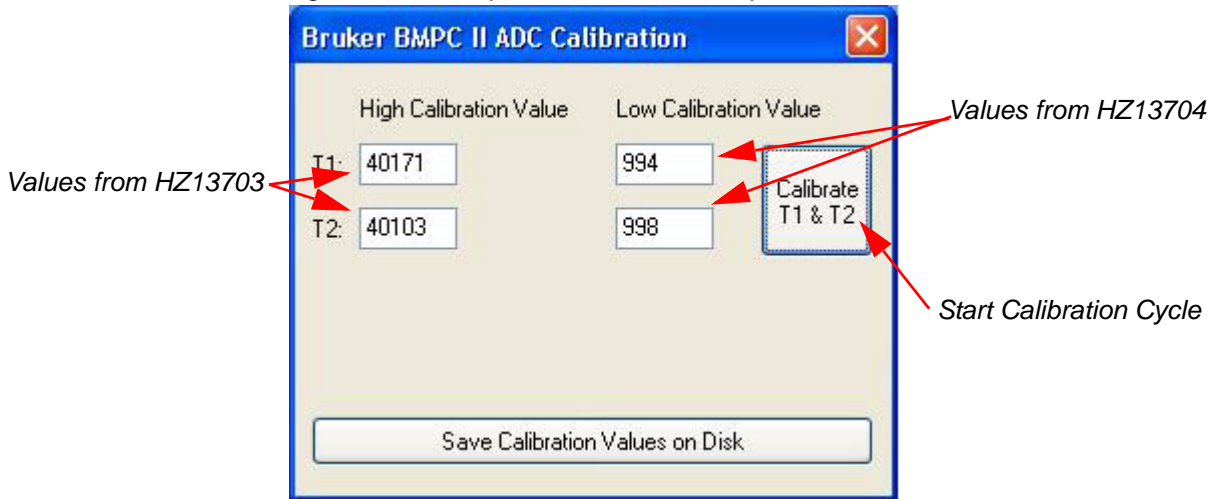 Bruker BMPC II ADC Calibration
High Calibration Value Low Calibration Value
Values from HZ13704
T1: 40171 994
Values from HZ13703
Calibrate
T1 & T2
T2: 40103 998
Start Calibration Cycle
Save Calibration Values on Disk